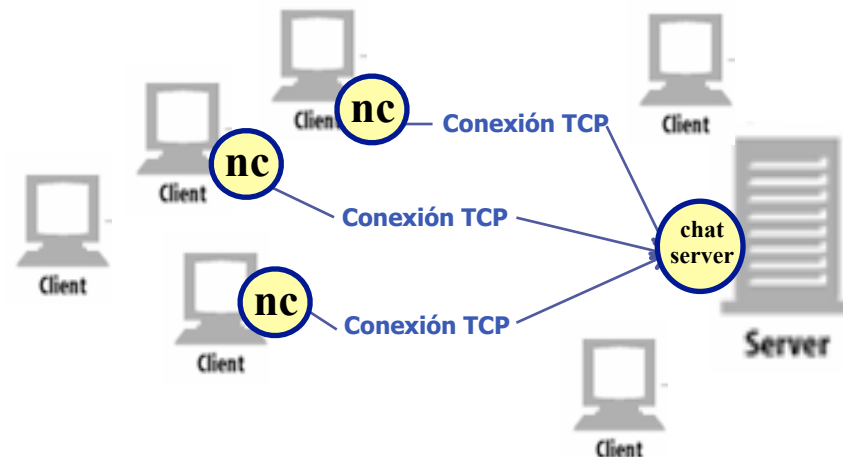 nc
Client
Conexión TCP
Client
nc
Client
Conexión TCP
chat
server
Client
nc
Conexión TCP
Client
Server
Client